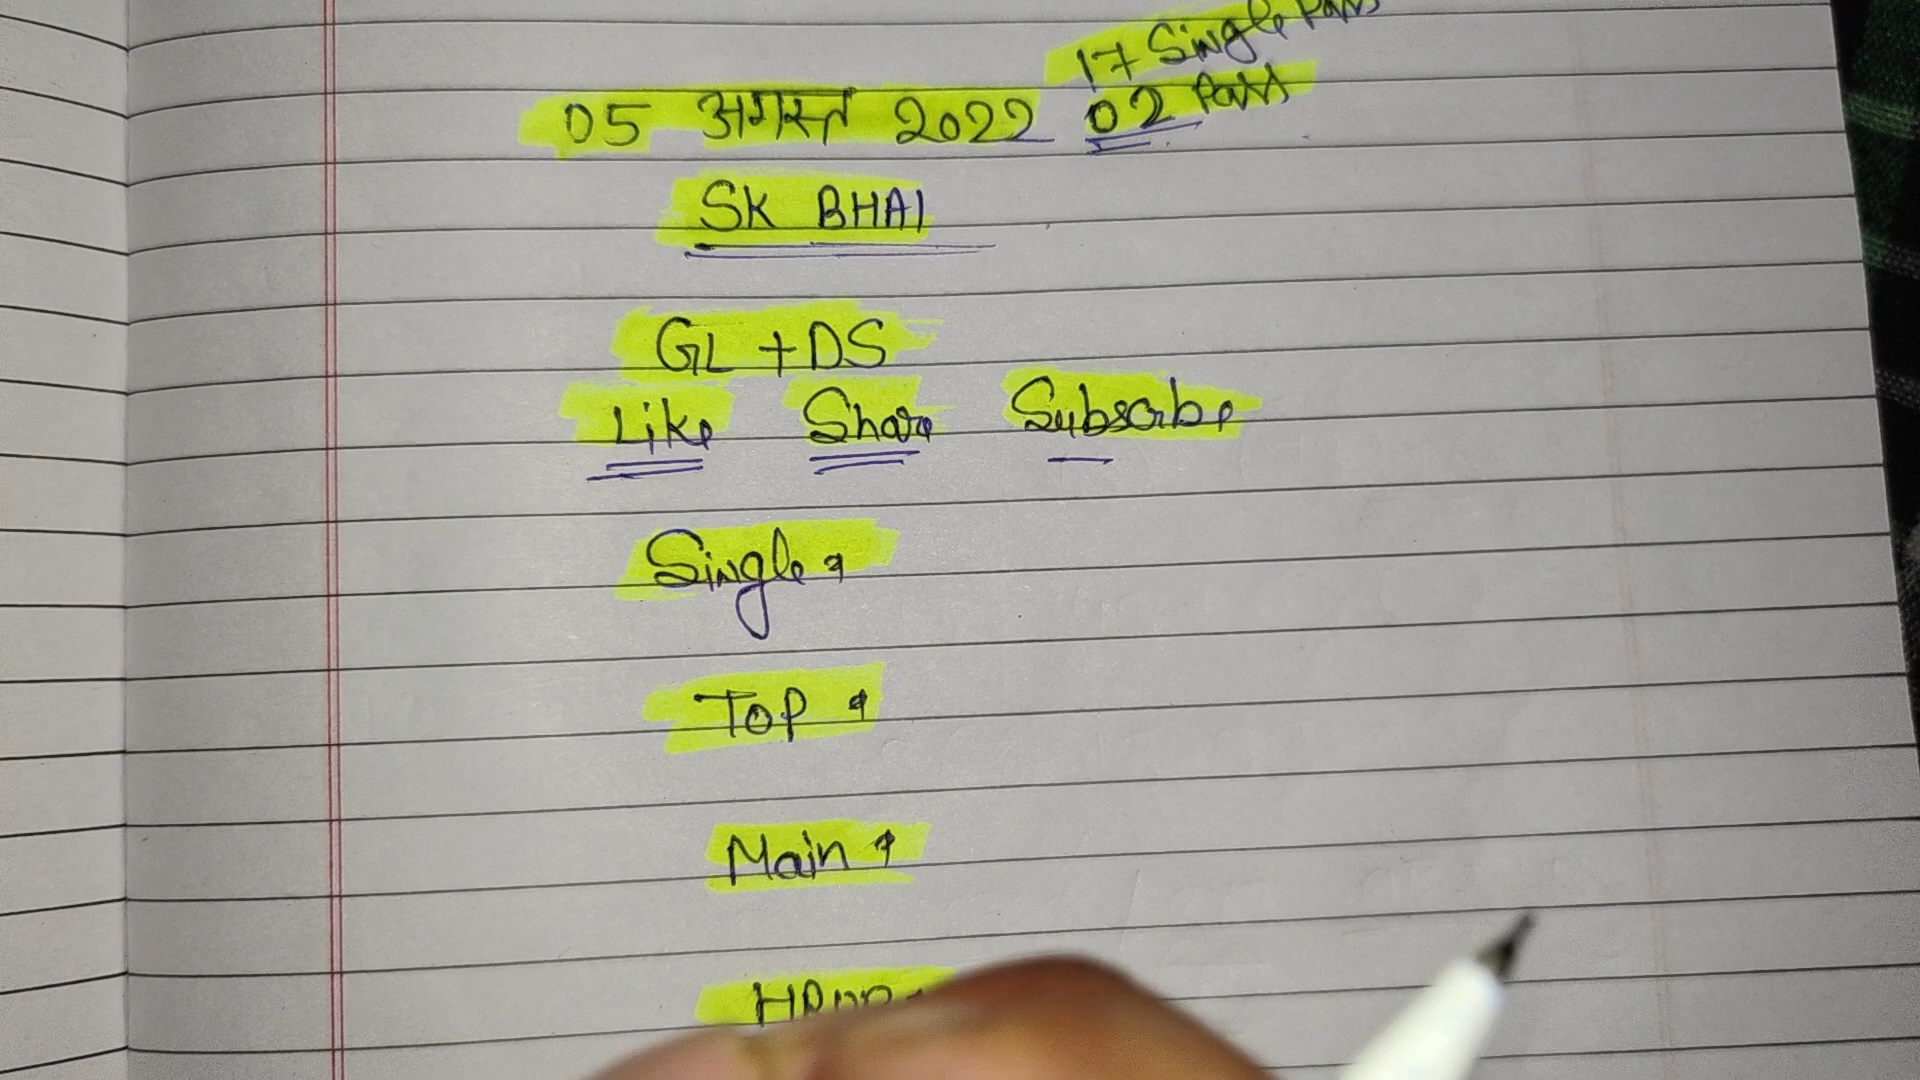 17 Single Pass
05 अगस्त 2022 02 Pass
SK BHAI
GL + DS
Like Share Subscribe
Single
TOP
Main